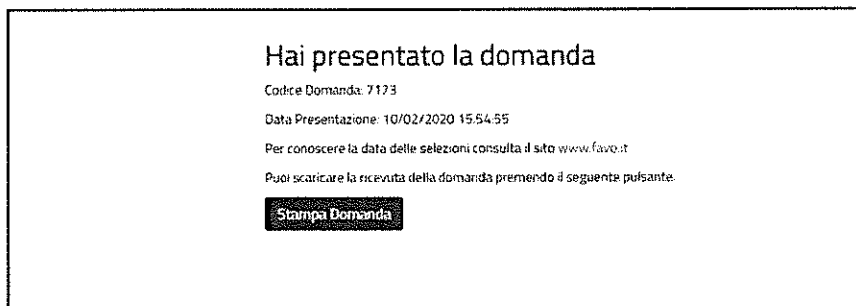 Hai presentato la domanda
Codice Domanda: 7123
Data Presentazione: 10/02/2020 15:54:55
Per conoscere la data delle selezioni consulta il sito www.favo.it
Puoi scaricare la ricevuta della domanda premendo il seguente pulsante.
Stampa Domanda